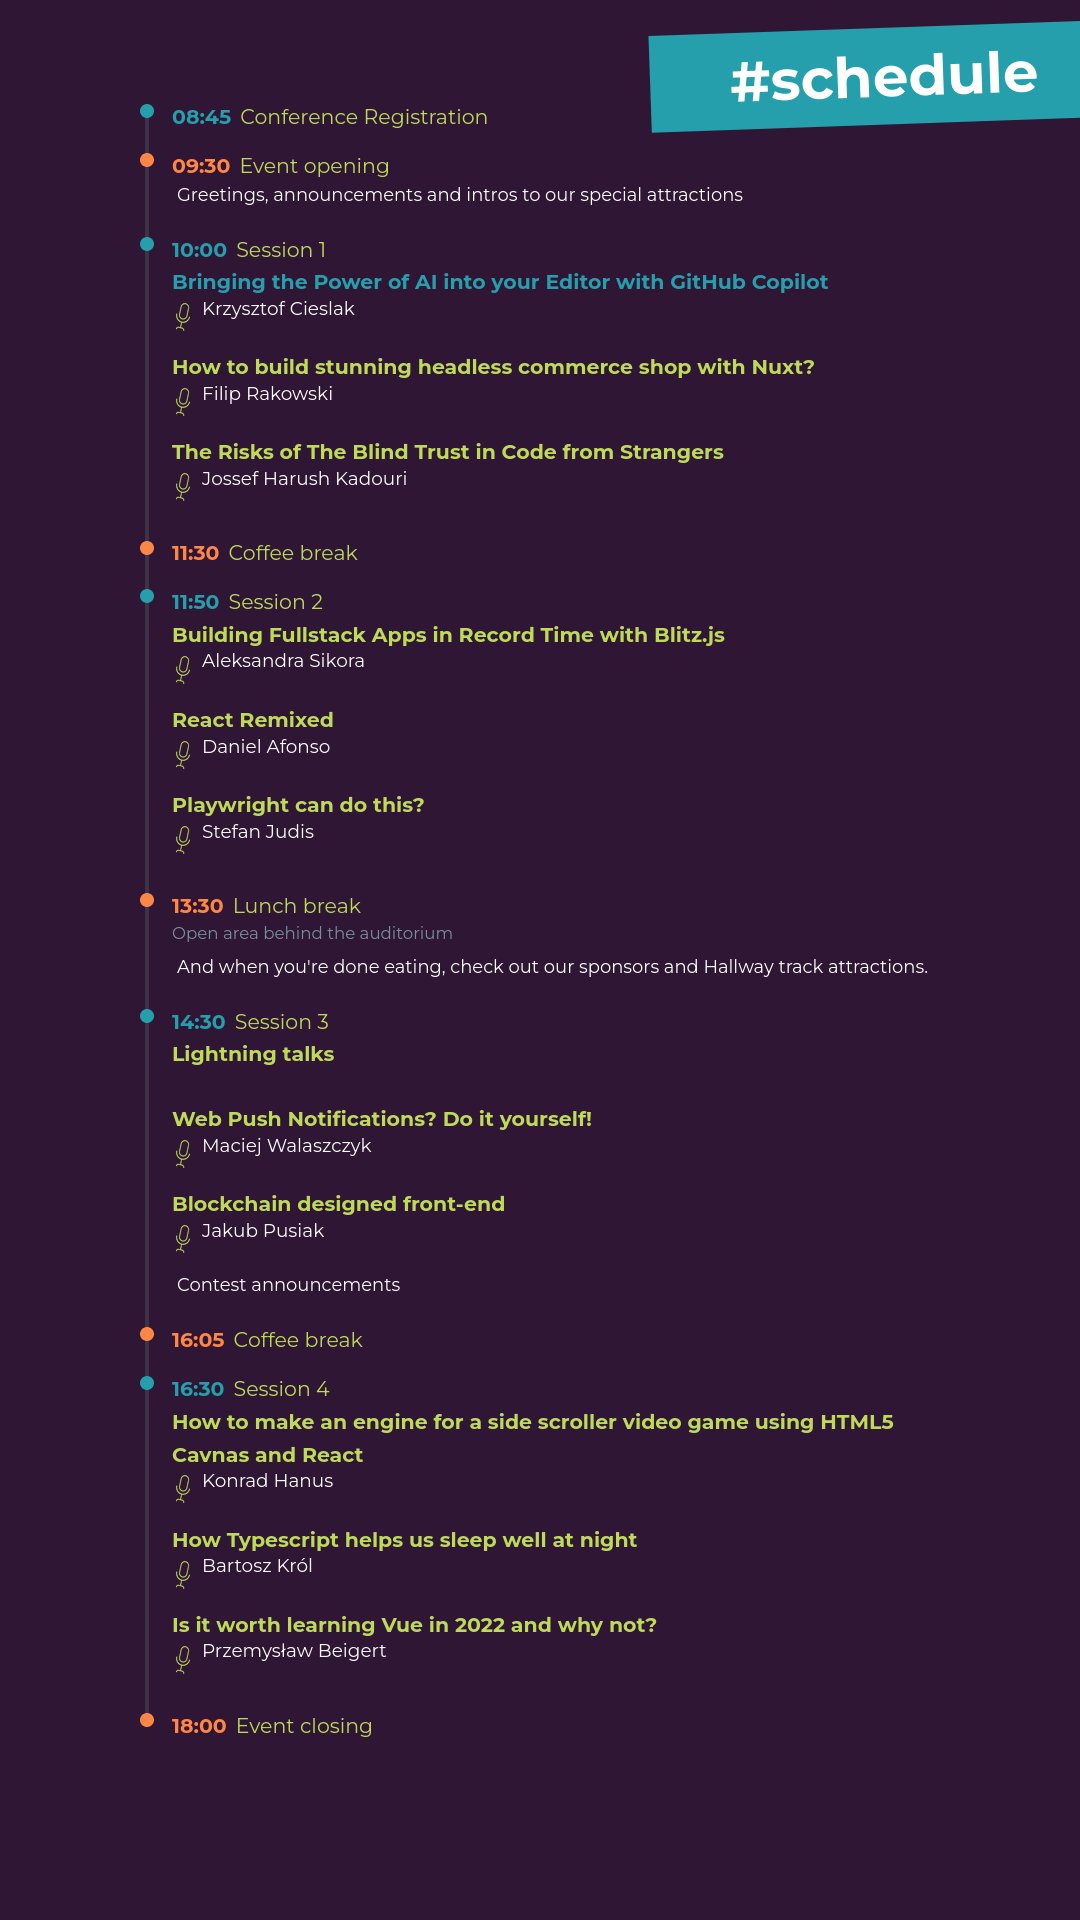 #schedule
08:45 Conference Registration
09:30 Event opening
Greetings, announcements and intros to our special attractions
10:00 Session 1
Bringing the Power of AI into your Editor with GitHub Copilot
Krzysztof Cieslak
How to build stunning headless commerce shop with Nuxt?
Filip Rakowski
The Risks of The Blind Trust in Code from Strangers
Jossef Harush Kadouri
11:30 Coffee break
11:50 Session 2
Building Fullstack Apps in Record Time with Blitz.js
Aleksandra Sikora
React Remixed
Daniel Afonso
Playwright can do this?
Stefan Judis
13:30 Lunch break
Open area behind the auditorium
And when you're done eating, check out our sponsors and Hallway track attractions.
14:30 Session 3
Lightning talks
Web Push Notifications? Do it yourself!
Maciej Walaszczyk
Blockchain designed front-end
Jakub Pusiak
Contest announcements
16:05 Coffee break
16:30 Session 4
How to make an engine for a side scroller video game using HTML5
Cavnas and React
Konrad Hanus
How Typescript helps us sleep well at night
Bartosz Król
Is it worth learning Vue in 2022 and why not?
Przemysław Beigert
18:00 Event closing